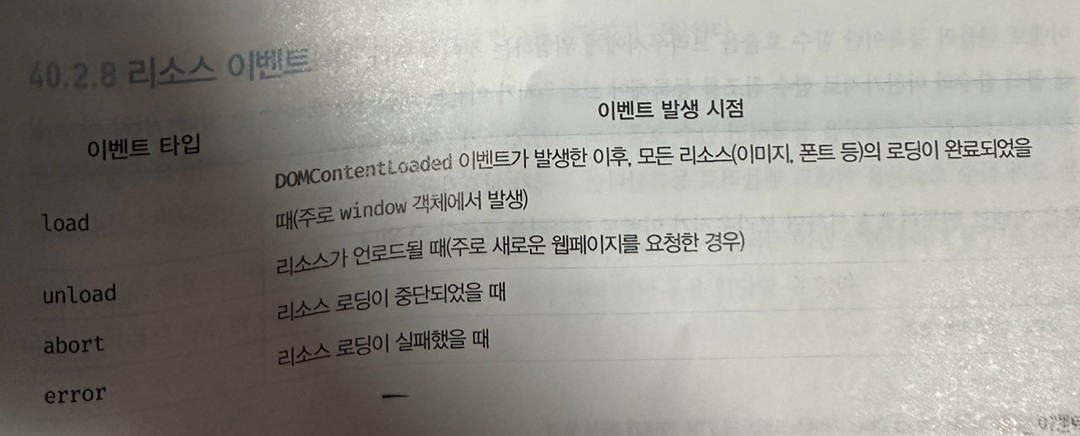 40.2.8 리소스 이벤트
이벤트 타입
이벤트 발생 시점
load
DOMContentLoaded 이벤트가 발생한 이후, 모든 리소스(이미지, 폰트 등)의 로딩이 완료되었을
때(주로 window 객체에서 발생)
unload
리소스가 언로드될 때(주로 새로운 웹페이지를 요청한 경우)
abort
리소스 로딩이 중단되었을 때
error
리소스 로딩이 실패했을 때